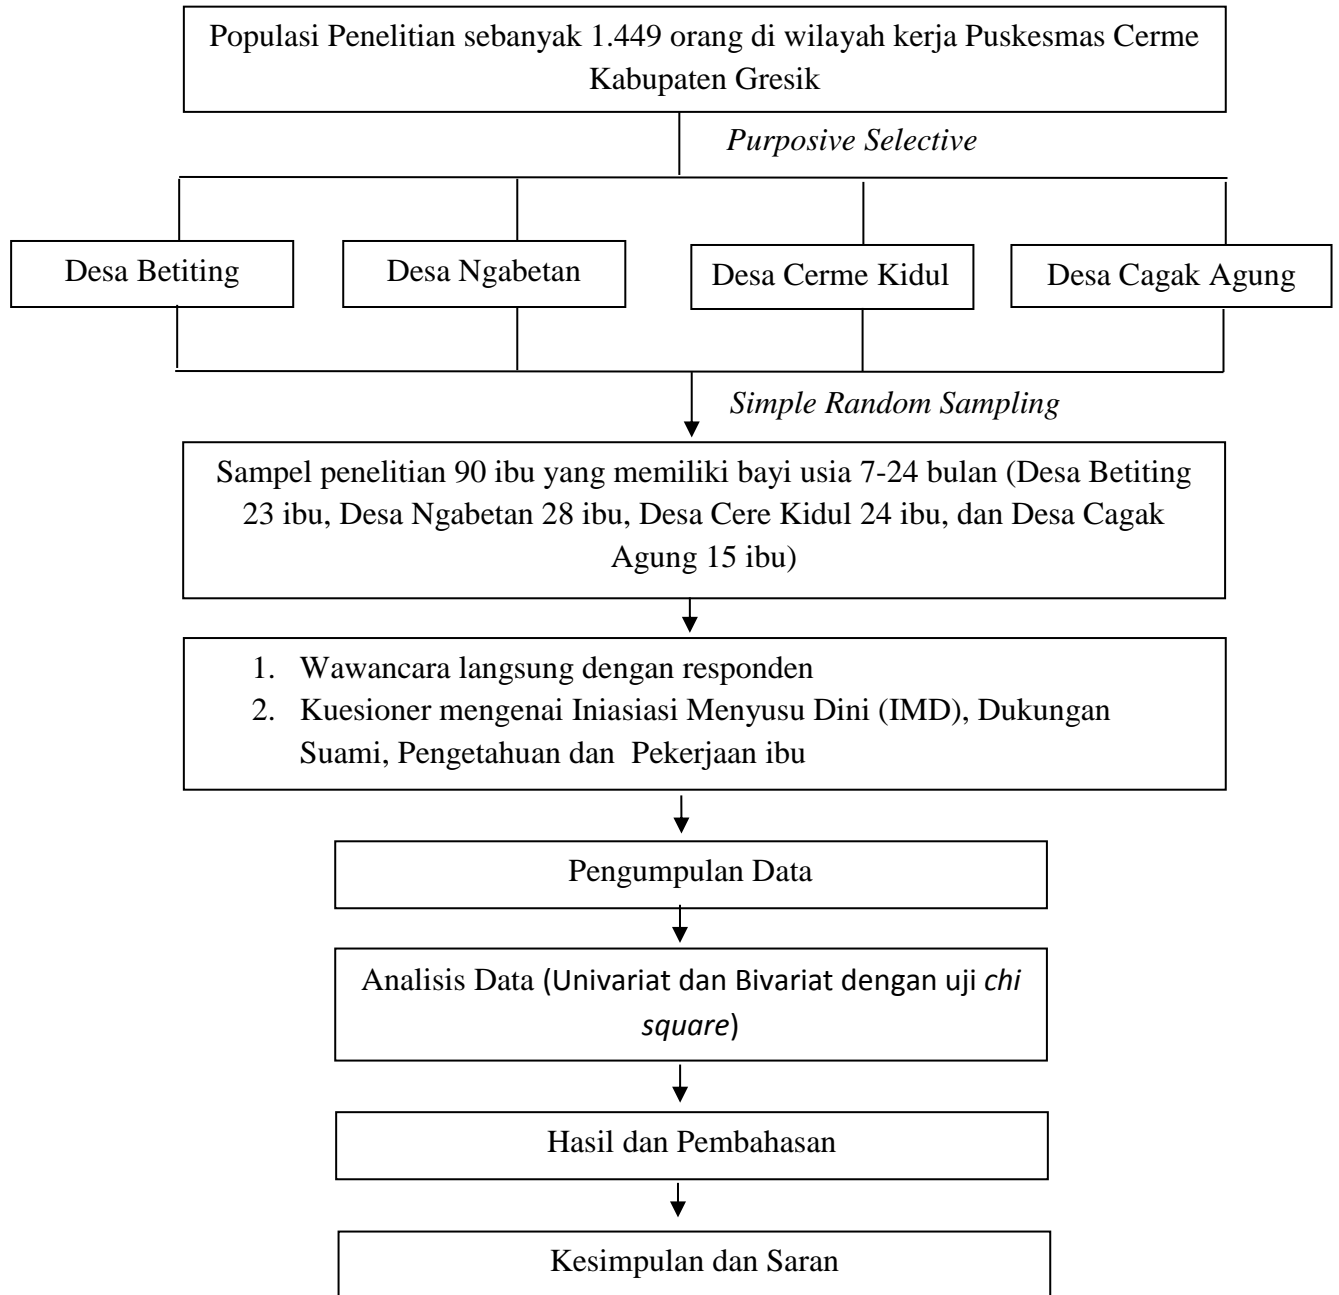 Populasi Penelitian sebanyak 1.449 orang di wilayah kerja Puskesmas Cerme
Kabupaten Gresik
Purposive Selective
Desa Betiting
Desa Ngabetan
Desa Cerme Kidul
Desa Cagak Agung
Simple Random Sampling
Sampel penelitian 90 ibu yang memiliki bayi usia 7-24 bulan (Desa Betiting
23 ibu, Desa Ngabetan 28 ibu, Desa Cere Kidul 24 ibu, dan Desa Cagak
Agung 15 ibu)
1. Wawancara langsung dengan responden
2. Kuesioner mengenai Iniasiasi Menyusu Dini (IMD), Dukungan
Suami, Pengetahuan dan Pekerjaan ibu
Pengumpulan Data
Analisis Data (Univariat dan Bivariat dengan uji chi
square)
Hasil dan Pembahasan
Kesimpulan dan Saran